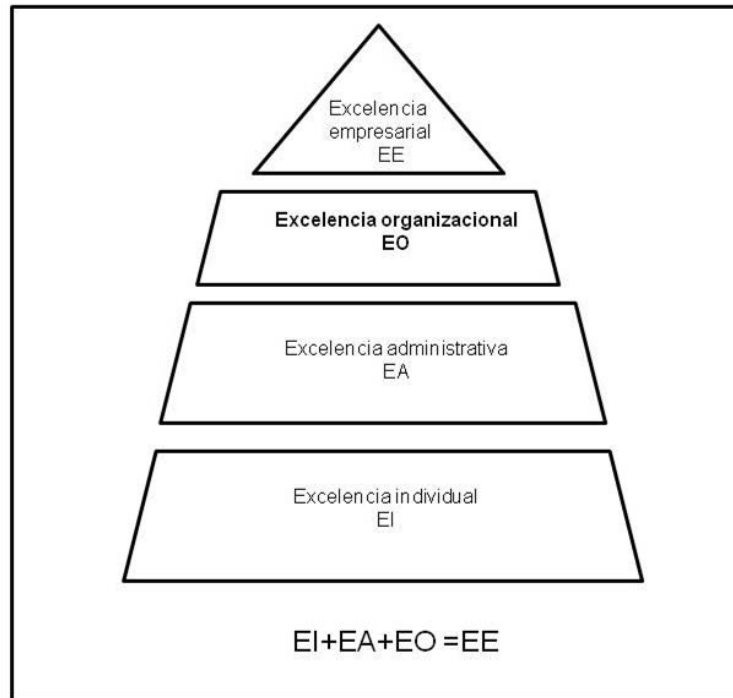 Excelencia
empresarial
EE
Excelencia organizacional
EO
Excelencia administrativa
EA
Excelencia individual
EI
EI+EA+EO =EE